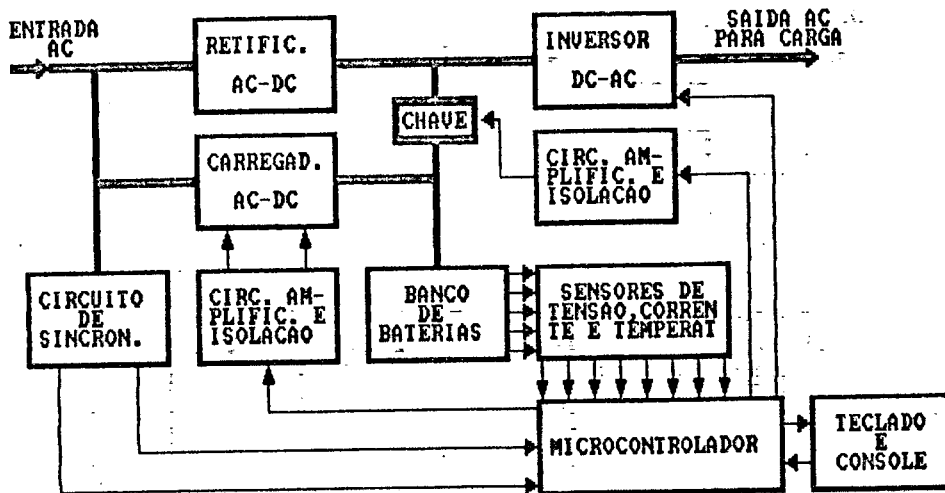 ENTRADA
AC
RETIFIC.
AC-DC
INVERSOR
DC-AC
SAIDA AC
PARA CARGA
CHAVE
CARREGAD.
AC-DC
CIRC. AM-
PLIFIC. E
ISOLACAO
CIRCUITO
DE
SINCRON.
CIRC. AM-
PLIFIC. E
ISOLACAO
BANCO
DE
BATERIAS
SENSORES DE
TENSAO,CORREN
TE E TEMPERAT
MICROCONTROLADOR
TECLADO
E
CONSOLE